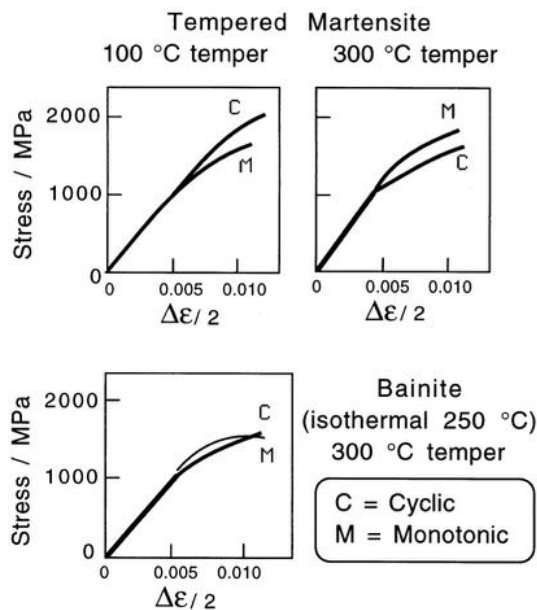 Tempered Martensite
100 °C temper
300 °C temper
Stress / MPa
2000
1000
0
C
M
0
0.005
0.010
Δε/2
M
C
0
0.005
0.010
Δε/2
Stress / MPa
2000
1000
0
C
M
0
0.005
0.010
Δε/2
Bainite
(isothermal 250 °C)
300 °C temper
C = Cyclic
M = Monotonic